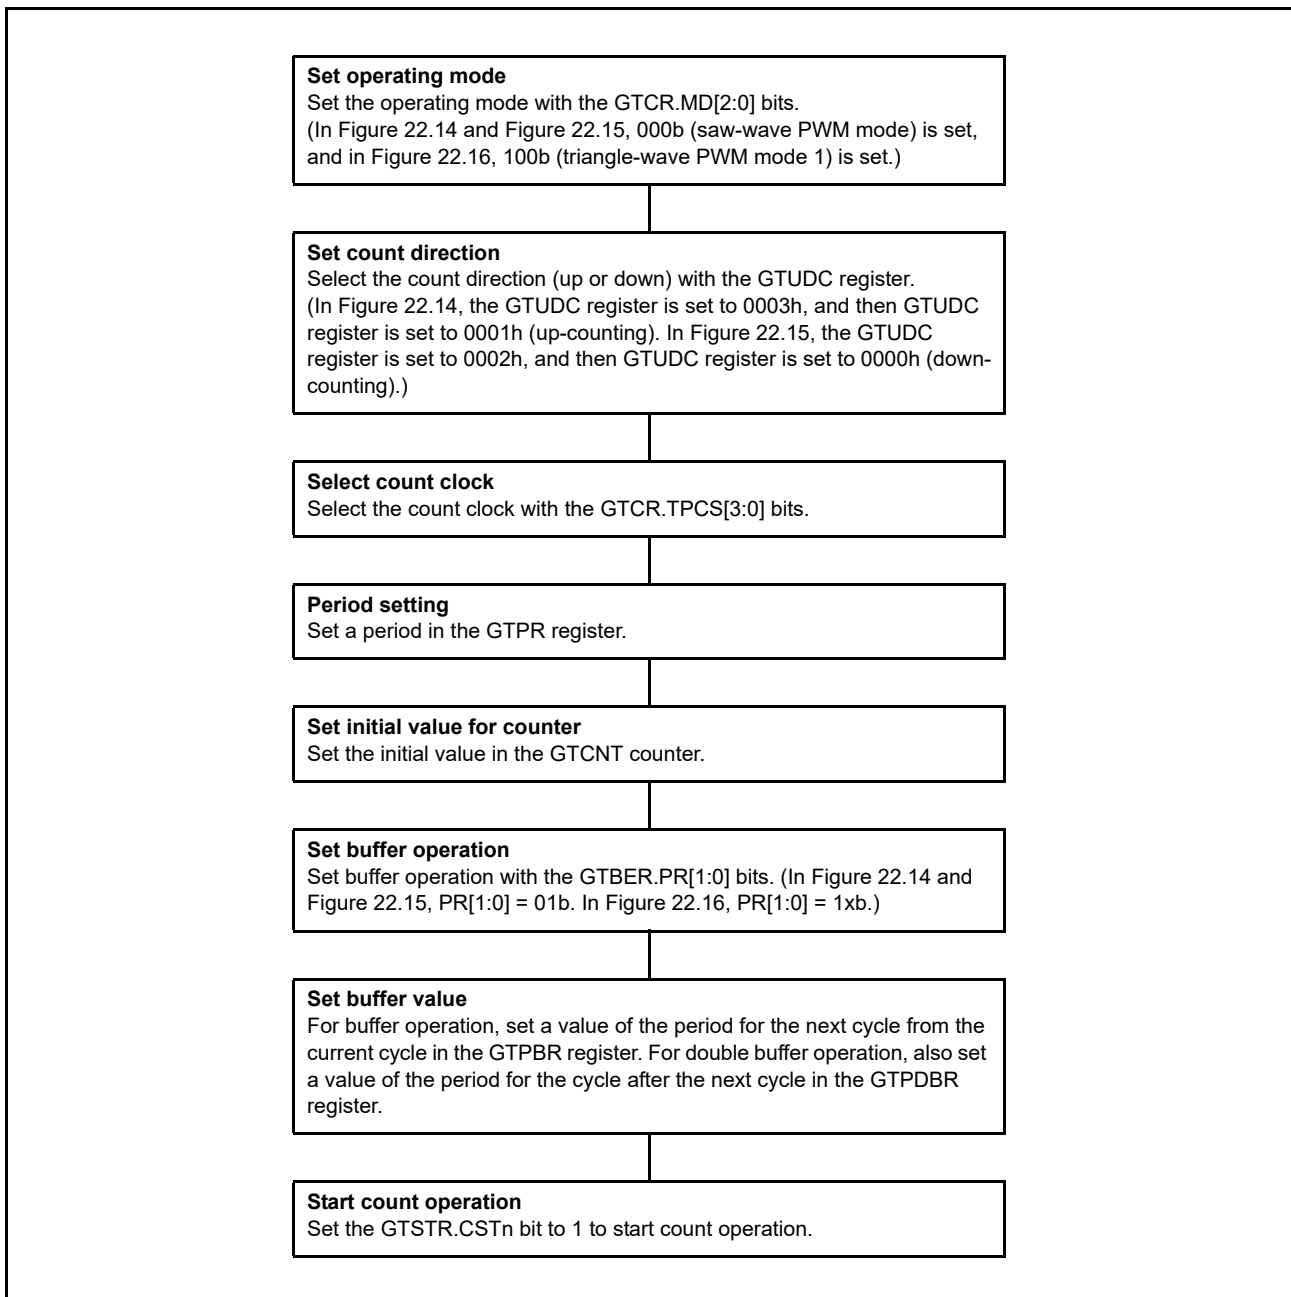 Set operating mode
Set the operating mode with the GTCR.MD[2:0] bits.
(In Figure 22.14 and Figure 22.15, 000b (saw-wave PWM mode) is set,
and in Figure 22.16, 100b (triangle-wave PWM mode 1) is set.)
Set count direction
Select the count direction (up or down) with the GTUDC register.
(In Figure 22.14, the GTUDC register is set to 0003h, and then GTUDC
register is set to 0001h (up-counting). In Figure 22.15, the GTUDC
register is set to 0002h, and then GTUDC register is set to 0000h (down-
counting).)
Select count clock
Select the count clock with the GTCR.TPCS[3:0] bits.
Period setting
Set a period in the GTPR register.
Set initial value for counter
Set the initial value in the GTCNT counter.
Set buffer operation
Set buffer operation with the GTBER.PR[1:0] bits. (In Figure 22.14 and
Figure 22.15, PR[1:0] = 01b. In Figure 22.16, PR[1:0] = 1xb.)
Set buffer value
For buffer operation, set a value of the period for the next cycle from the
current cycle in the GTPBR register. For double buffer operation, also set
a value of the period for the cycle after the next cycle in the GTPDBR
register.
Start count operation
Set the GTSTR.CSTn bit to 1 to start count operation.